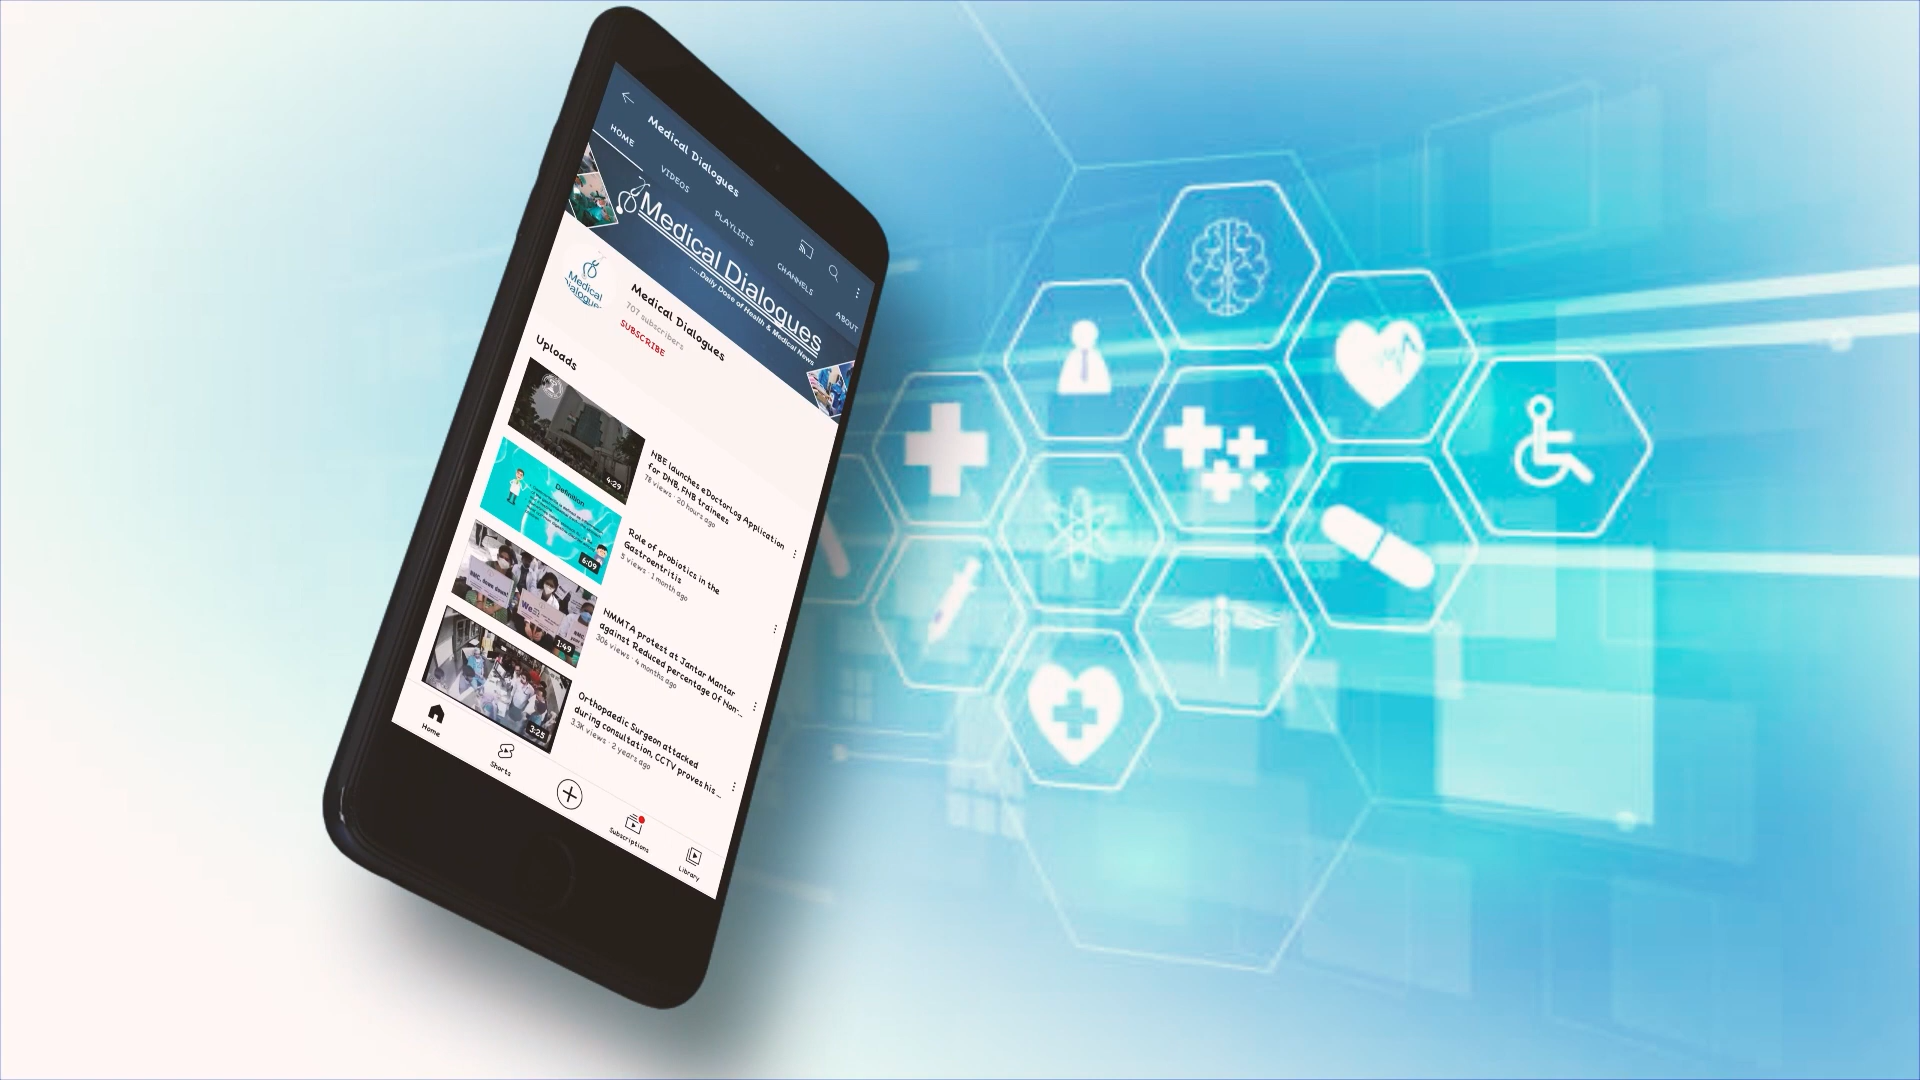 Medical Dialogues
HOME
VIDEOS
PLAYLISTS
CHANNELS
ABOUT
Medical Dialogues
.....Daily Dose of Health & Medical News
Medical
Dialogues
Medical Dialogues
707 subscribers
SUBSCRIBE
Uploads
4:29
NBE launches eDoctorLog Application
for DNB, FNB trainees
78 views · 20 hours ago
Definition
6:09
Role of probiotics in the
Gastroentritis
5 views · 1 month ago
1:49
NMMTA protest at Jantar Mantar
against 'Reduced percentage Of Non-...
306 views · 4 months ago
3:25
Orthopaedic Surgeon attacked
during consultation, CCTV proves his ...
3.3K views · 2 years ago
Home
Shorts
Subscriptions
Library